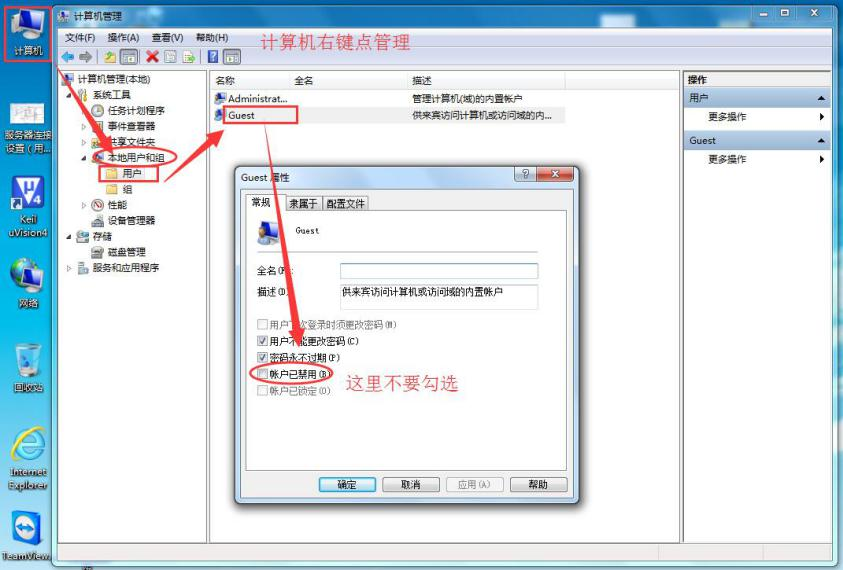 计算机
服务器连接
设置(用...
Keil
uVision4
网络
回收站
Internet
Explorer
TeamView...
计算机管理
文件(F) 操作(A) 查看(V) 帮助(H)
计算机右键点管理
计算机管理(本地)
系统工具
任务计划程序
事件查看器
共享文件夹
本地用户和组
用户
组
性能
设备管理器
存储
磁盘管理
服务和应用程序
名称 全名 描述
Administrat... 管理计算机(域)的内置帐户
Guest 供来宾访问计算机或访问域的内...
操作
用户
更多操作
Guest
更多操作
Guest 属性
常规 隶属于 配置文件
Guest
全名
描述(D) 供来宾访问计算机或访问域的内置帐户
用户下次登录时须更改密码(M)
用户不能更改密码(C)
密码永不过期(P)
帐户已禁用(B)
这里不要勾选
帐户已锁定(O)
确定 取消 应用(A) 帮助